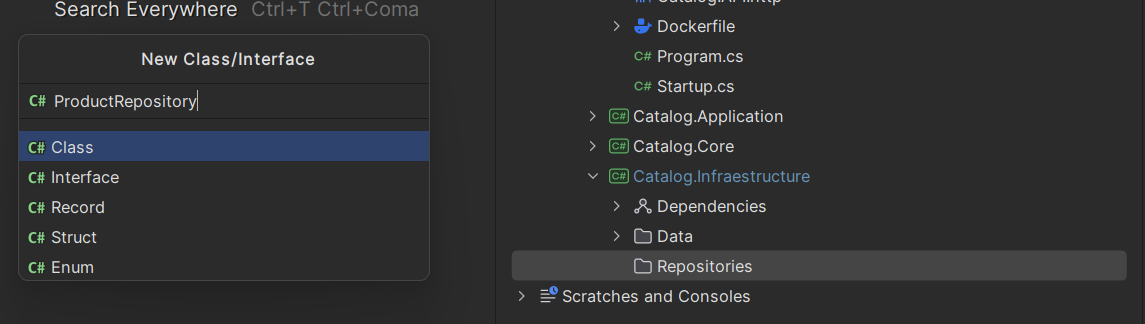 Search Everywhere Ctrl+T Ctrl+Coma
New Class/Interface
C# ProductRepository
C# Class
C# Interface
C# Record
C# Struct
C# Enum
Dockerfile
C# Program.cs
C# Startup.cs
C# Catalog.Application
C# Catalog.Core
C# Catalog.Infraestructure
Dependencies
Data
Repositories
Scratches and Consoles